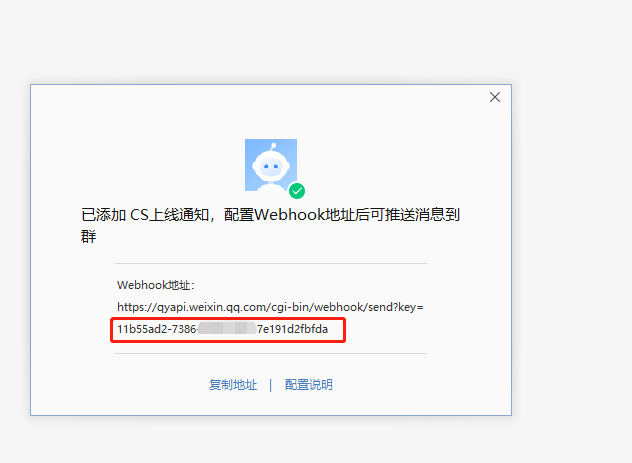 已添加 CS上线通知，配置Webhook地址后可推送消息到
群
Webhook地址：
https://qyapi.weixin.qq.com/cgi-bin/webhook/send?key=
11b55ad2-7386- 7e191d2fbfda
复制地址 | 配置说明